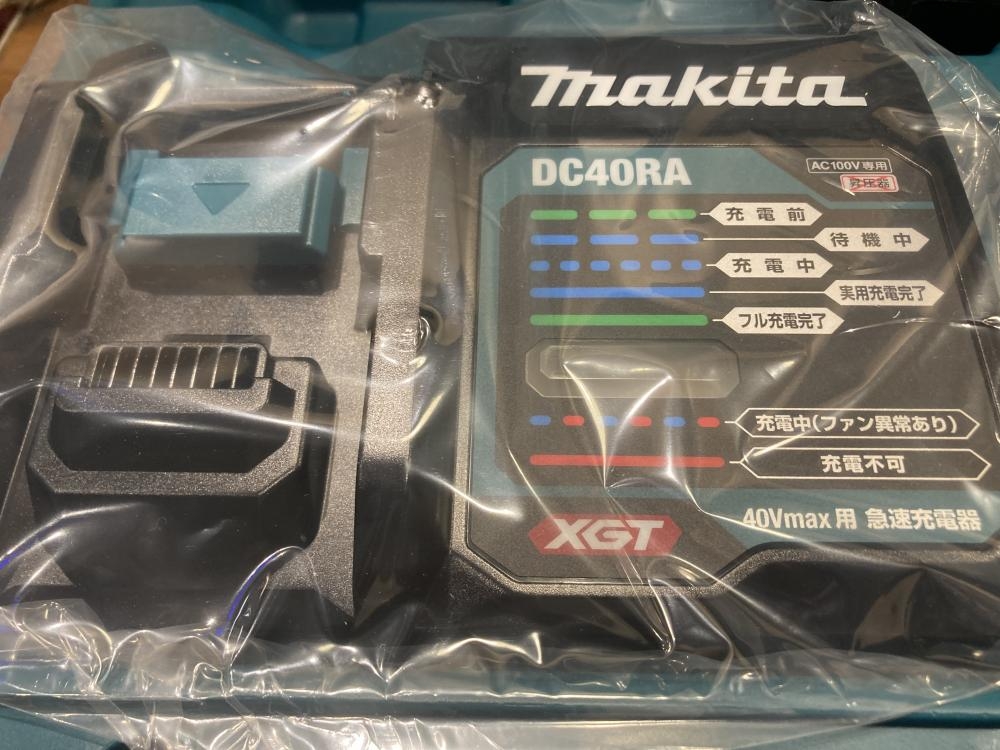 makita
DC40RA
AC100V専用
昇圧器
充電前
待機中
充電中
実用充電完了
フル充電完了
充電中(ファン異常あり)
充電不可
XGT
40Vmax用 急速充電器